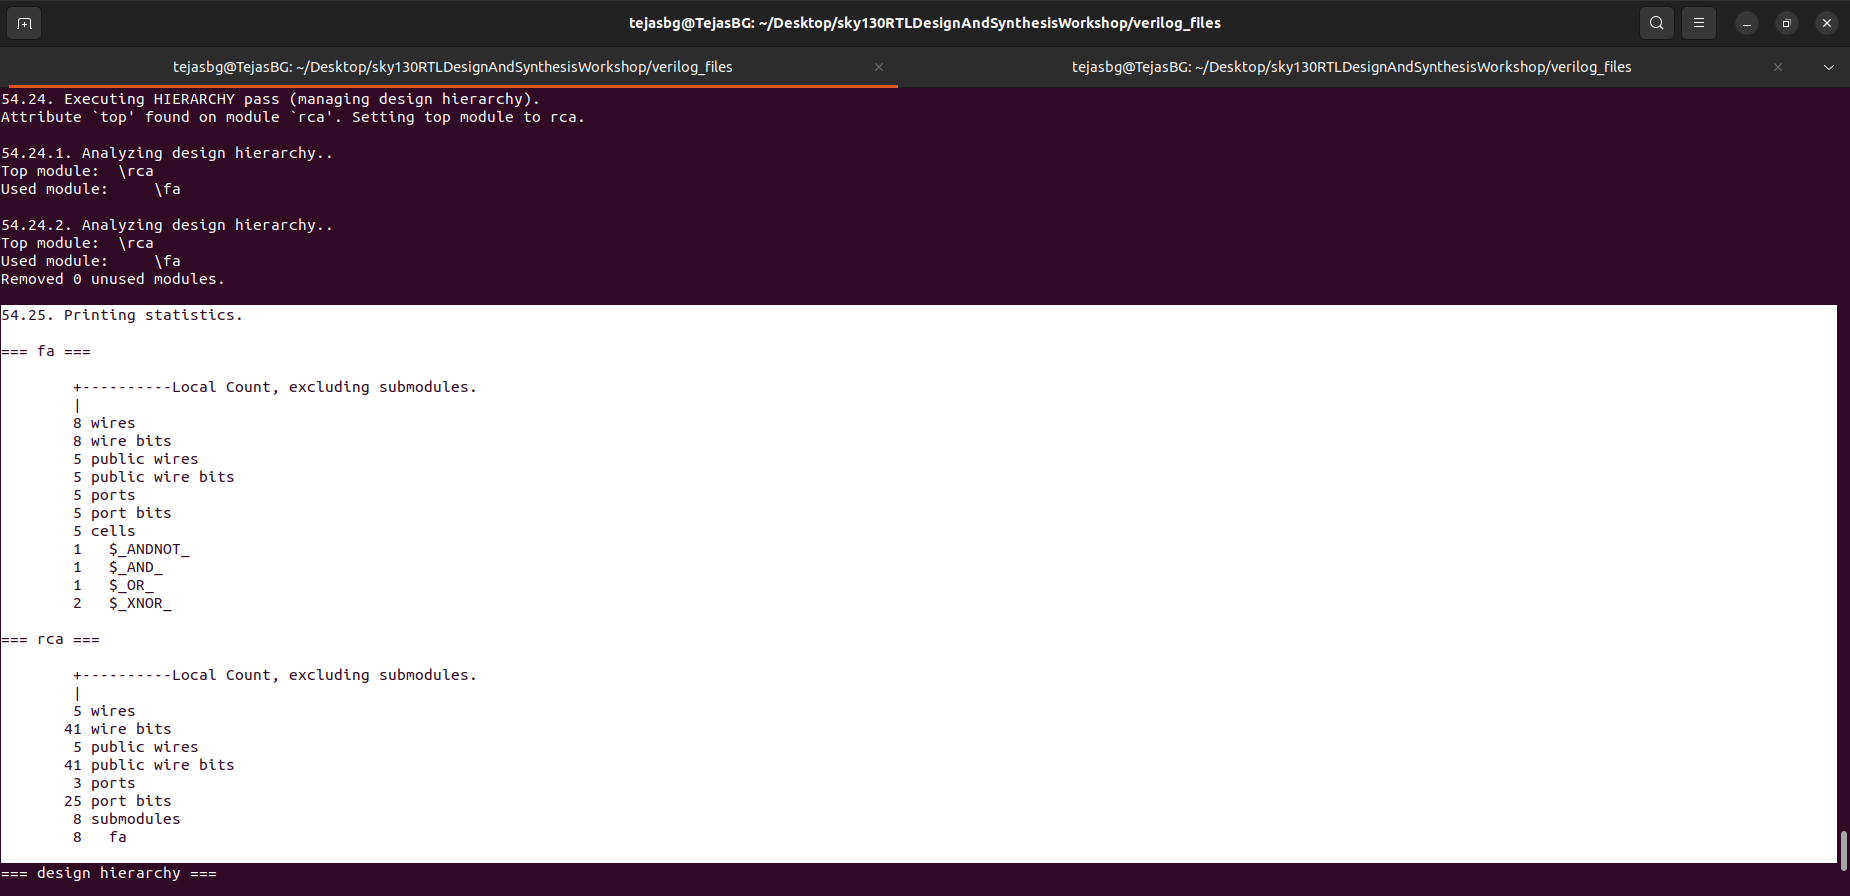 tejasbg@TejasBG: ~/Desktop/sky130RTLDesignAndSynthesisWorkshop/verilog_files
tejasbg@TejasBG: ~/Desktop/sky130RTLDesignAndSynthesisWorkshop/verilog_files
tejasbg@TejasBG: ~/Desktop/sky130RTLDesignAndSynthesisWorkshop/verilog_files
54.24. Executing HIERARCHY pass (managing design hierarchy).
Attribute `top' found on module `rca'. Setting top module to rca.
54.24.1. Analyzing design hierarchy..
Top module:  \rca
Used module:     \fa
54.24.2. Analyzing design hierarchy..
Top module:  \rca
Used module:     \fa
Removed 0 unused modules.
54.25. Printing statistics.
=== fa ===
        +----------Local Count, excluding submodules.
        |
        8 wires
        8 wire bits
        5 public wires
        5 public wire bits
        5 ports
        5 port bits
        5 cells
        1   $_ANDNOT_
        1   $_AND_
        1   $_OR_
        2   $_XNOR_
=== rca ===
        +----------Local Count, excluding submodules.
        |
        5 wires
       41 wire bits
        5 public wires
       41 public wire bits
        3 ports
       25 port bits
        8 submodules
        8   fa
=== design hierarchy ===